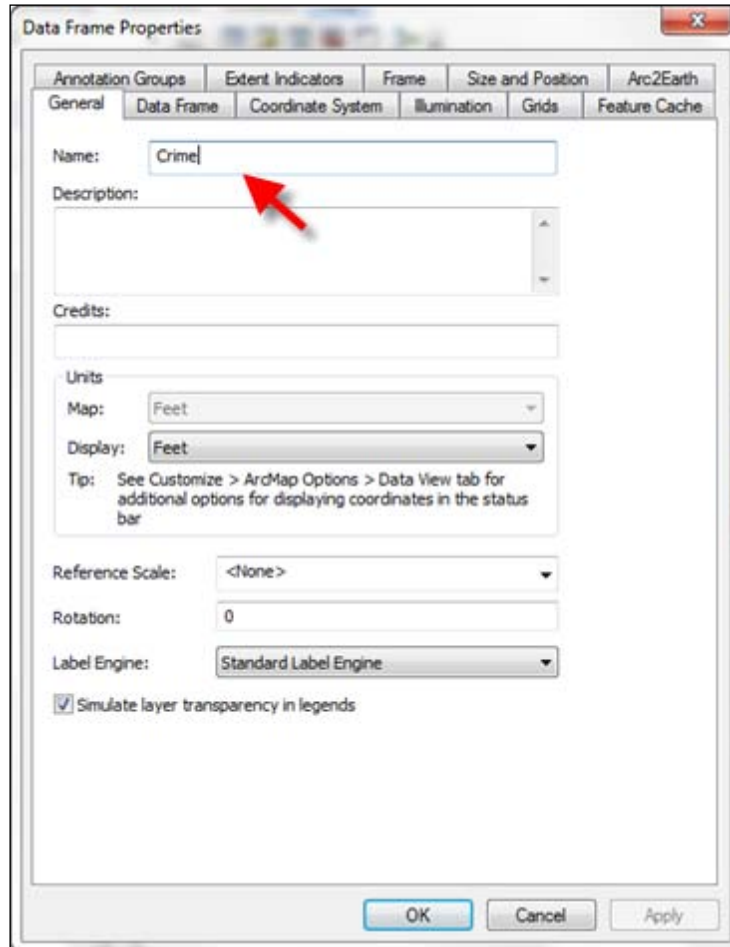 Data Frame Properties
Annotation Groups Extent Indicators Frame Size and Position Arc2Earth
General Data Frame Coordinate System Illumination Grids Feature Cache
Name: Crime
Description:
Credits:
Units
Map: Feet
Display: Feet
Tip: See Customize > ArcMap Options > Data View tab for
additional options for displaying coordinates in the status
bar
Reference Scale: <None>
Rotation: 0
Label Engine: Standard Label Engine
Simulate layer transparency in legends
OK Cancel Apply